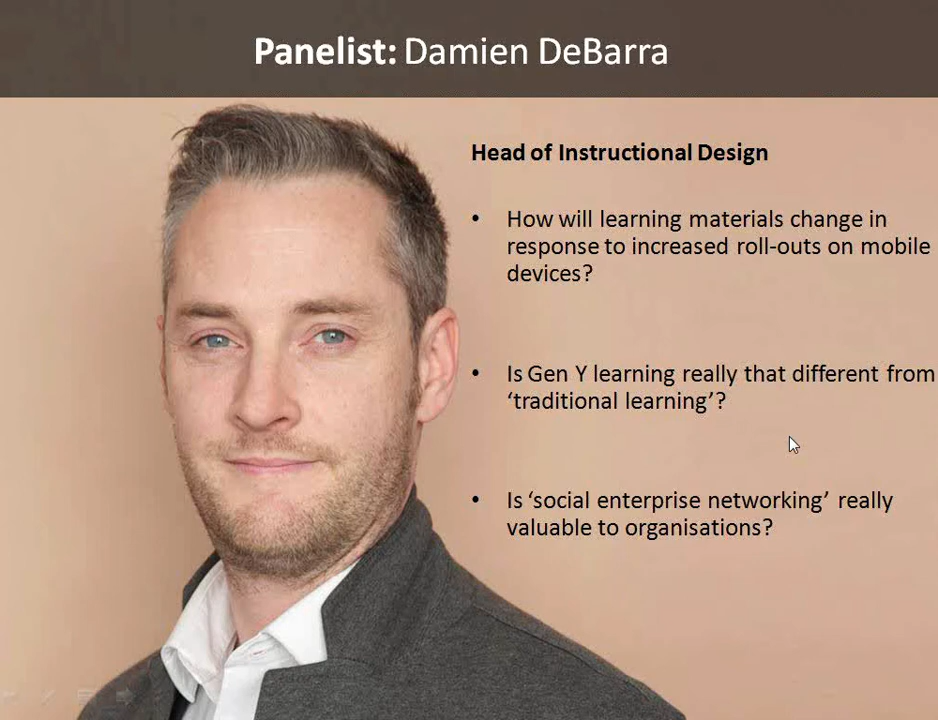 Panelist: Damien DeBarra
Head of Instructional Design
• How will learning materials change in
response to increased roll-outs on mobile
devices?
• Is Gen Y learning really that different from
‘traditional learning’?
• Is ‘social enterprise networking’ really
valuable to organisations?